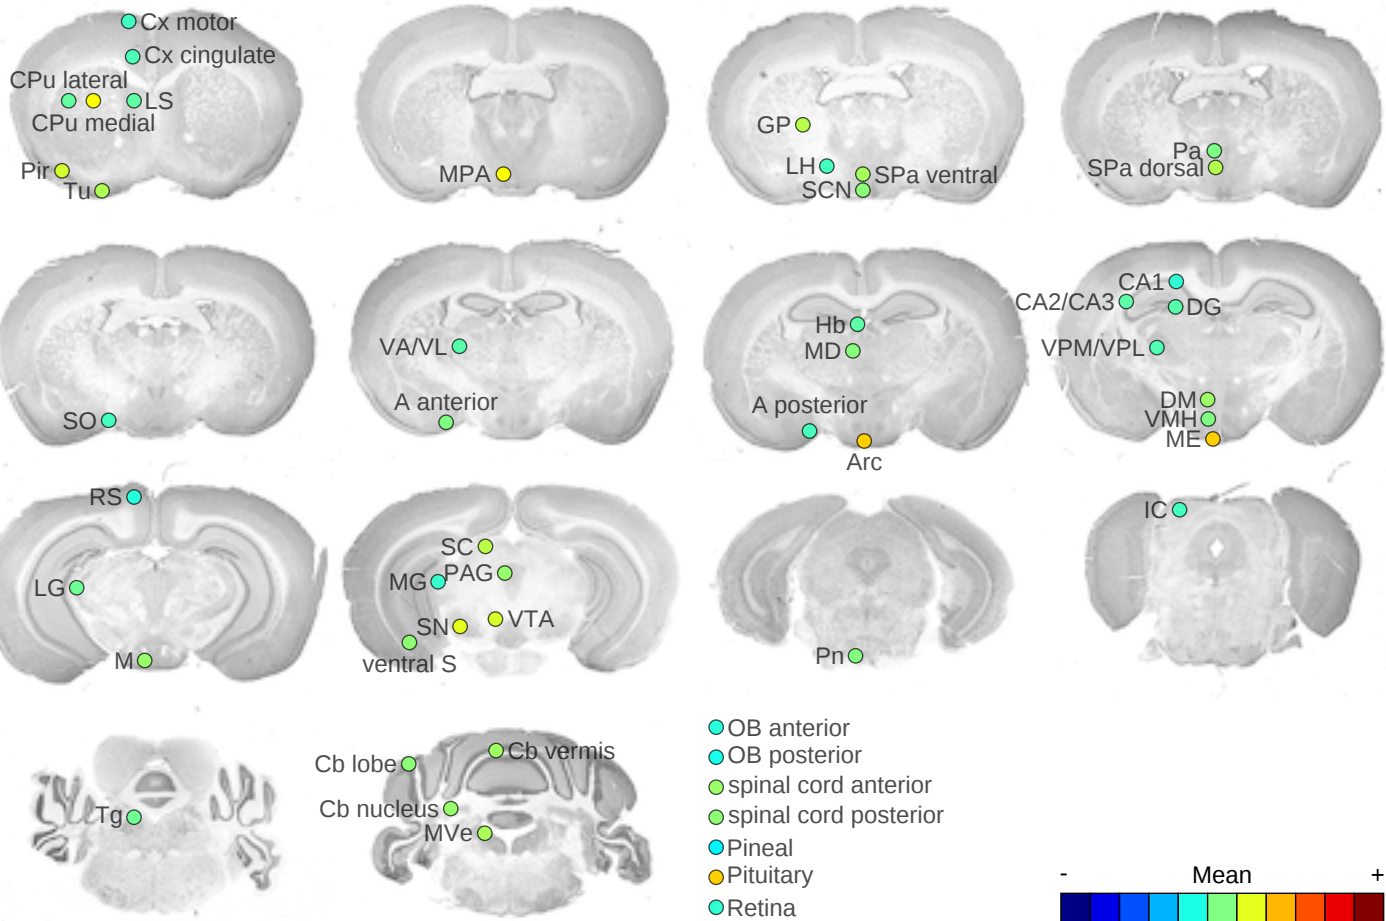 Cx motor
Cx cingulate
CPu lateral
LS
CPu medial
Pir
Tu
MPA
GP
LH
SPa ventral
SCN
Pa
SPa dorsal
SO
VA/VL
A anterior
Hb
MD
A posterior
Arc
CA1
CA2/CA3
DG
VPM/VPL
DM
VMH
ME
RS
LG
M
SC
MG
PAG
SN
VTA
ventral S
Pn
IC
Tg
Cb lobe
Cb vermis
Cb nucleus
MVe
OB anterior
OB posterior
spinal cord anterior
spinal cord posterior
Pineal
Pituitary
Retina
- Mean +